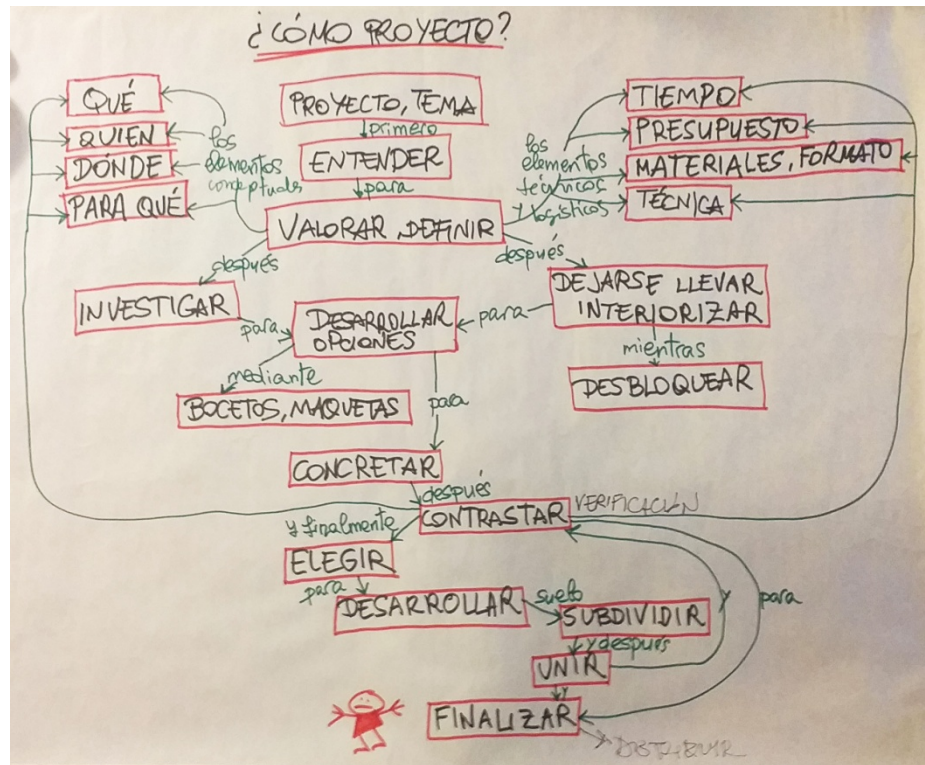 ¿CÓMO PROYECTO?
QUÉ
QUIEN
DÓNDE
PARA QUÉ
los
elementos
conceptuales
PROYECTO, TEMA
primero
ENTENDER
para
VALORAR, DEFINIR
los
elementos
técnicos
y logísticos
TIEMPO
PRESUPUESTO
MATERIALES, FORMATO
TÉCNICA
después
después
INVESTIGAR
para
DESARROLLAR
OPCIONES
para
DEJARSE LLEVAR
INTERIORIZAR
mientras
DESBLOQUEAR
mediante
BOCETOS, MAQUETAS
para
CONCRETAR
después
CONTRASTAR
VERIFICACIÓN
y finalmente
ELEGIR
para
DESARROLLAR
suelo
SUBDIVIDIR
y después
UNIR
y
y
para
FINALIZAR